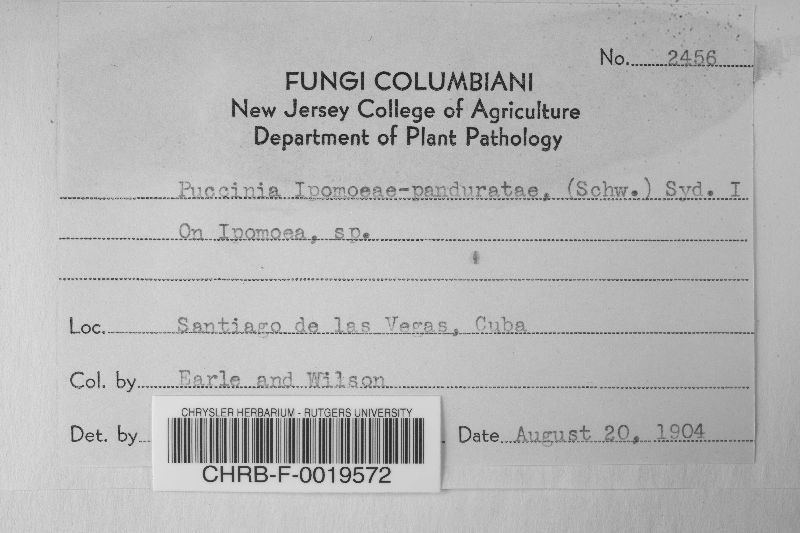 No. 2456
FUNGI COLUMBIANI
New Jersey College of Agriculture
Department of Plant Pathology
Puccinia Ipomoeae-panduratae, (Schw.) Syd. I
On Ipomoea, sp.
Loc. Santiago de las Vegas, Cuba
Col. by Earle and Wilson
Det. by Date August 20, 1904
CHRYSLER HERBARIUM - RUTGERS UNIVERSITY
CHRB-F-0019572